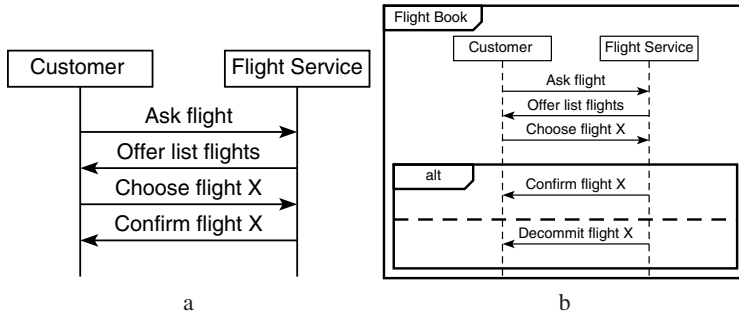 Customer Flight Service
Ask flight
Offer list flights
Choose flight X
Confirm flight X
a
Flight Book
Customer Flight Service
Ask flight
Offer list flights
Choose flight X
alt
Confirm flight X
Decommit flight X
b